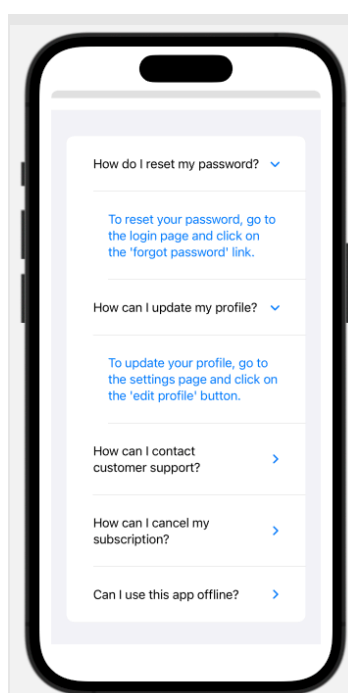 How do I reset my password?
To reset your password, go to
the login page and click on
the 'forgot password' link.
How can I update my profile?
To update your profile, go to
the settings page and click on
the 'edit profile' button.
How can I contact
customer support?
How can I cancel my
subscription?
Can I use this app offline?